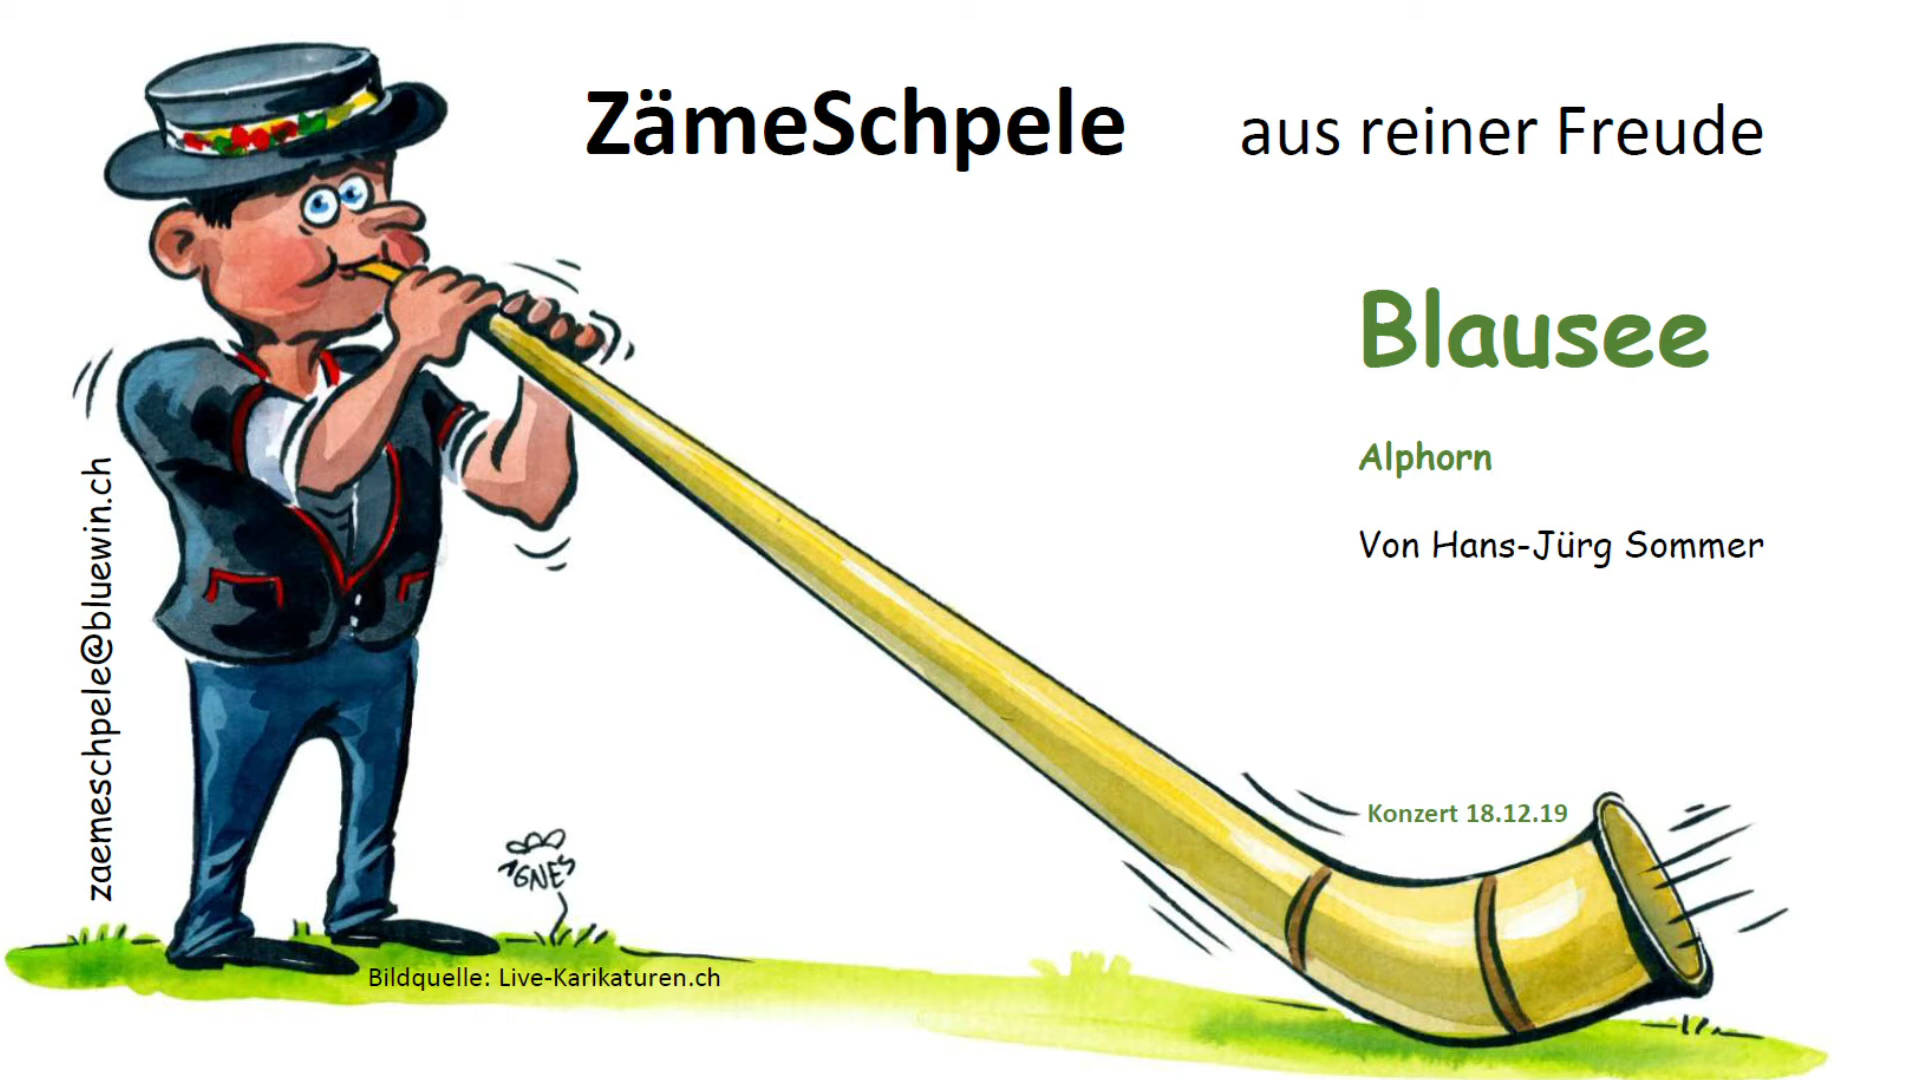 ZämeSchpele aus reiner Freude
Blausee
Alphorn
Von Hans-Jürg Sommer
zaemeschpele@bluewin.ch
Konzert 18.12.19
AGNES
Bildquelle: Live-Karikaturen.ch